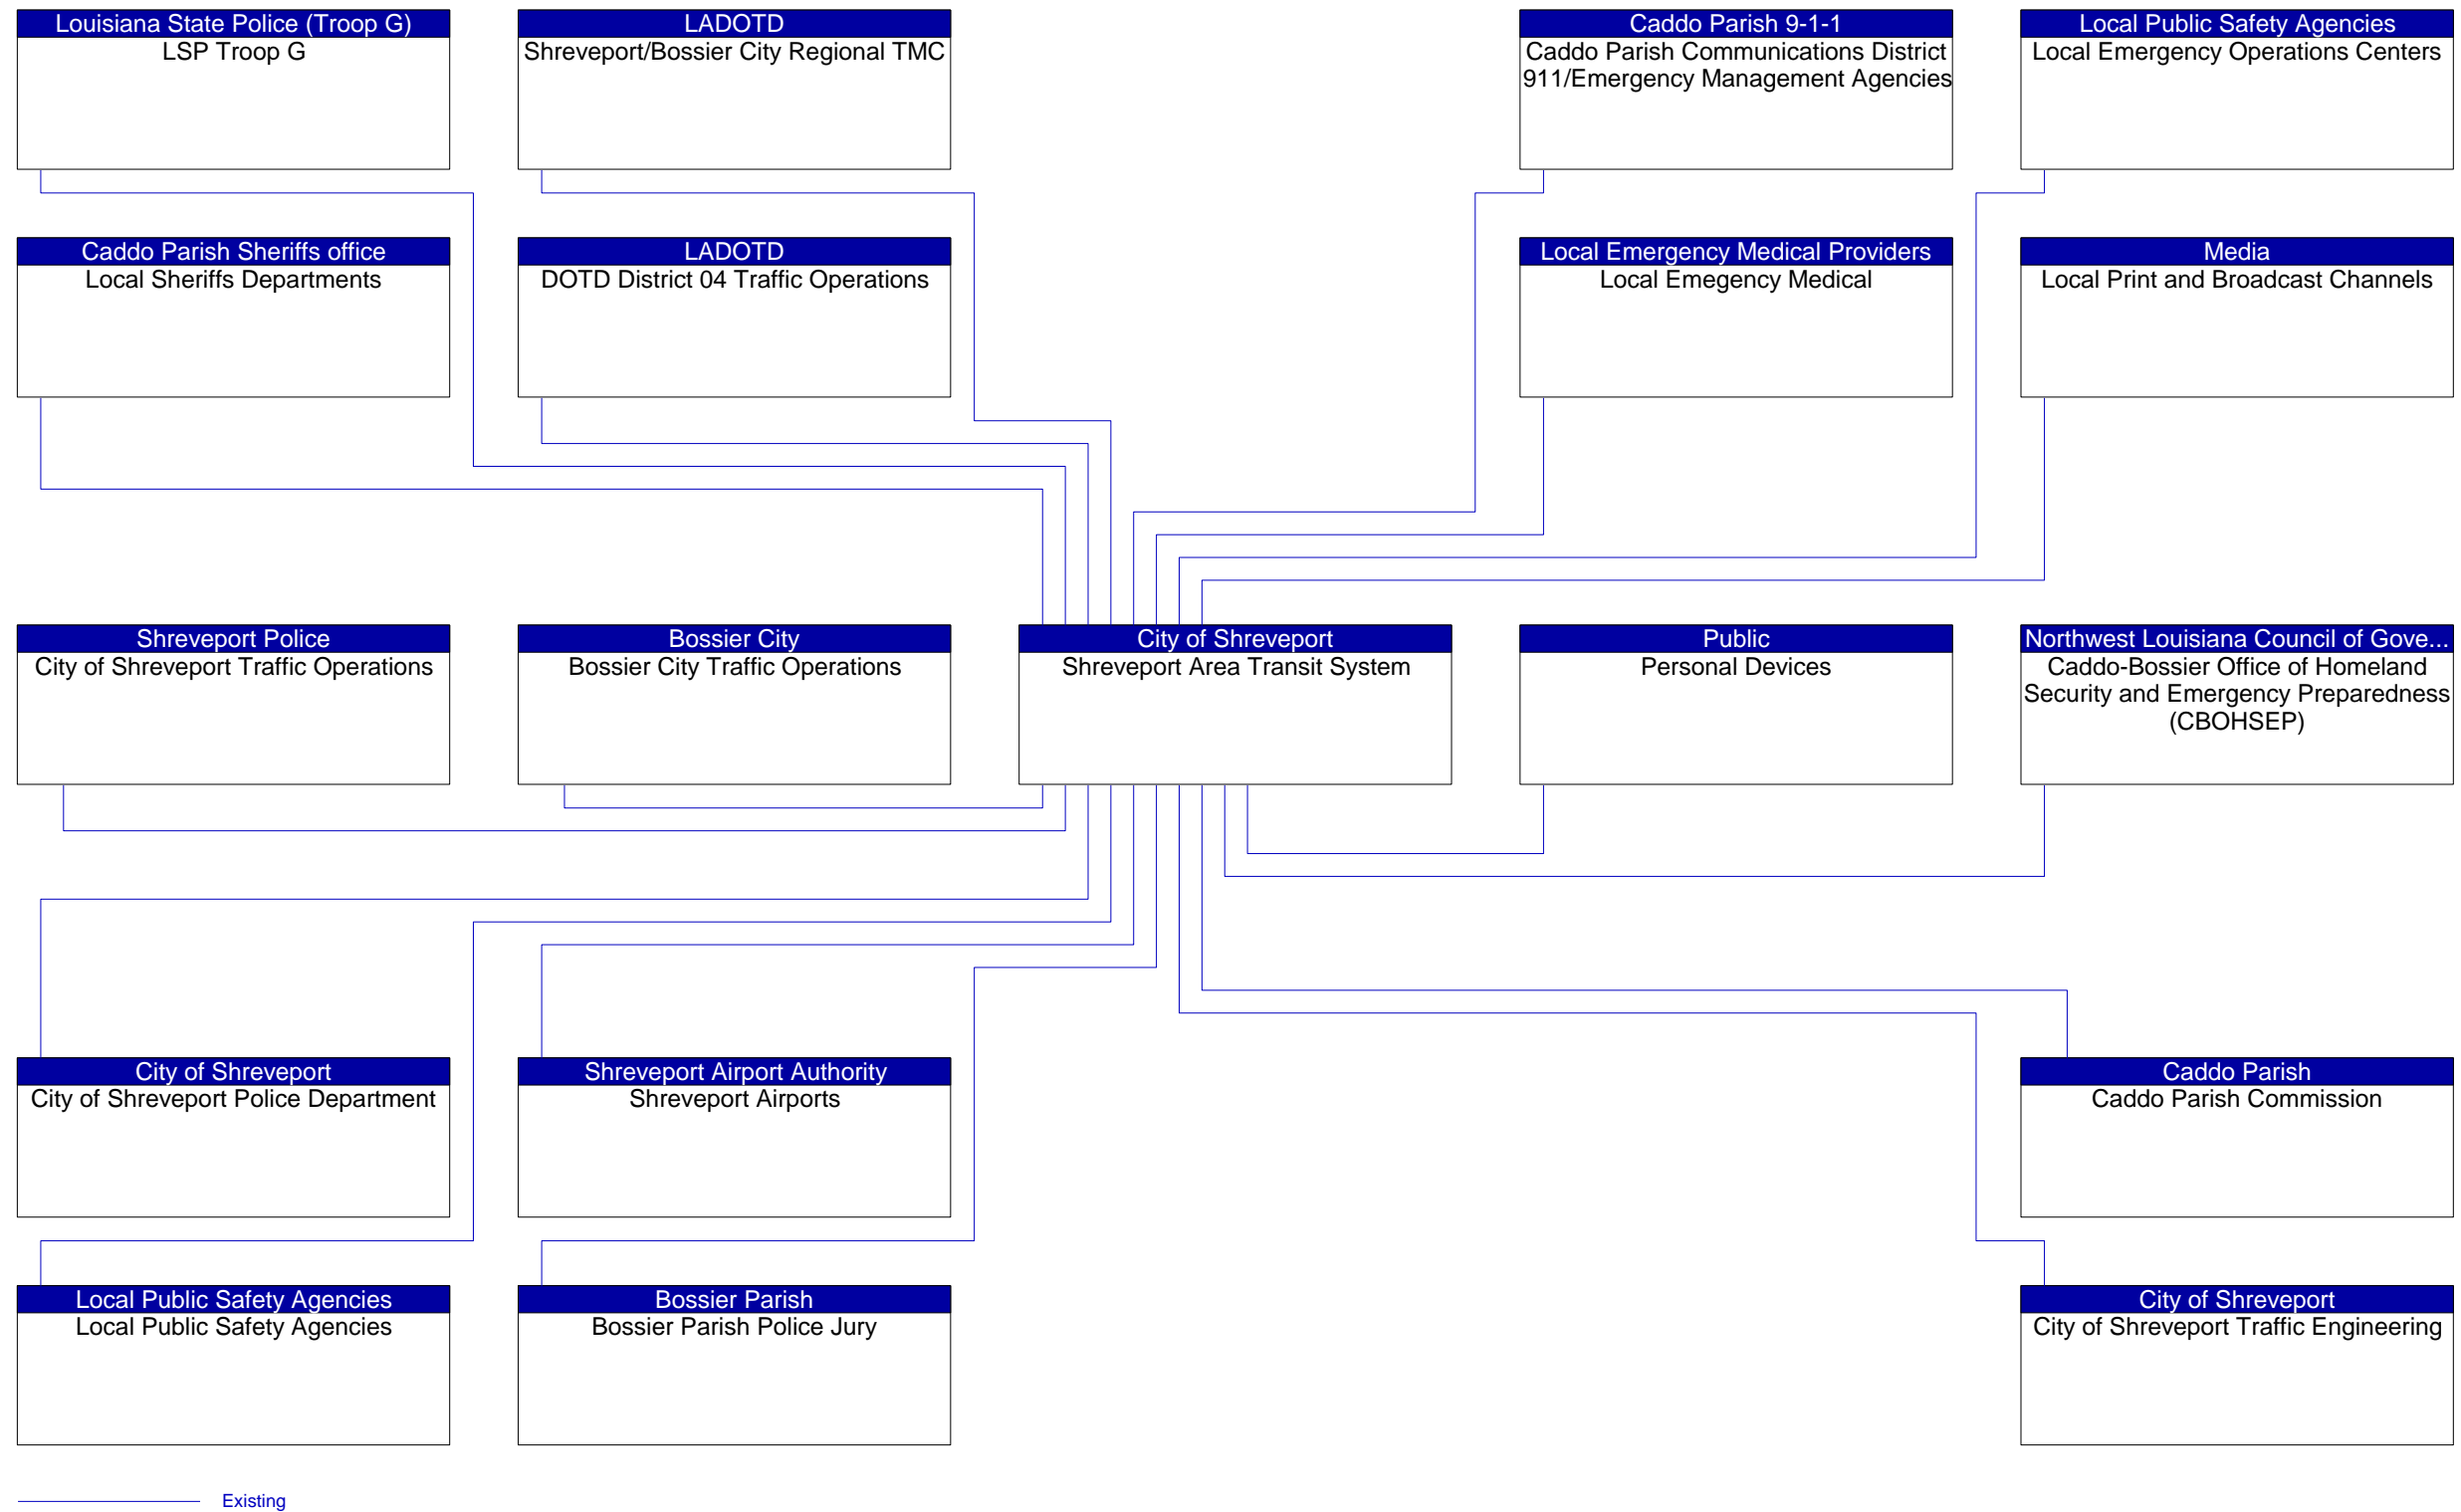 Louisiana State Police (Troop G)
LSP Troop G
LADOTD
Shreveport/Bossier City Regional TMC
Caddo Parish 9-1-1
Caddo Parish Communications District
911/Emergency Management Agencies
Local Public Safety Agencies
Local Emergency Operations Centers
Caddo Parish Sheriffs office
Local Sheriffs Departments
LADOTD
DOTD District 04 Traffic Operations
Local Emergency Medical Providers
Local Emegency Medical
Media
Local Print and Broadcast Channels
Shreveport Police
City of Shreveport Traffic Operations
Bossier City
Bossier City Traffic Operations
City of Shreveport
Shreveport Area Transit System
Public
Personal Devices
Northwest Louisiana Council of Gove...
Caddo-Bossier Office of Homeland
Security and Emergency Preparedness
(CBOHSEP)
City of Shreveport
City of Shreveport Police Department
Shreveport Airport Authority
Shreveport Airports
Caddo Parish
Caddo Parish Commission
Local Public Safety Agencies
Local Public Safety Agencies
Bossier Parish
Bossier Parish Police Jury
City of Shreveport
City of Shreveport Traffic Engineering
Existing